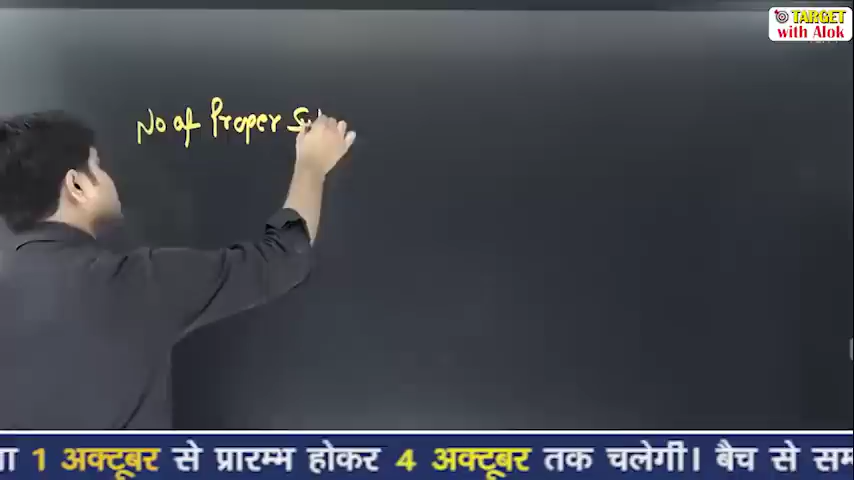 TARGET
with Alok
No of Proper
1 अक्टूबर से प्रारम्भ होकर 4 अक्टूबर तक चलेगी। बैच से